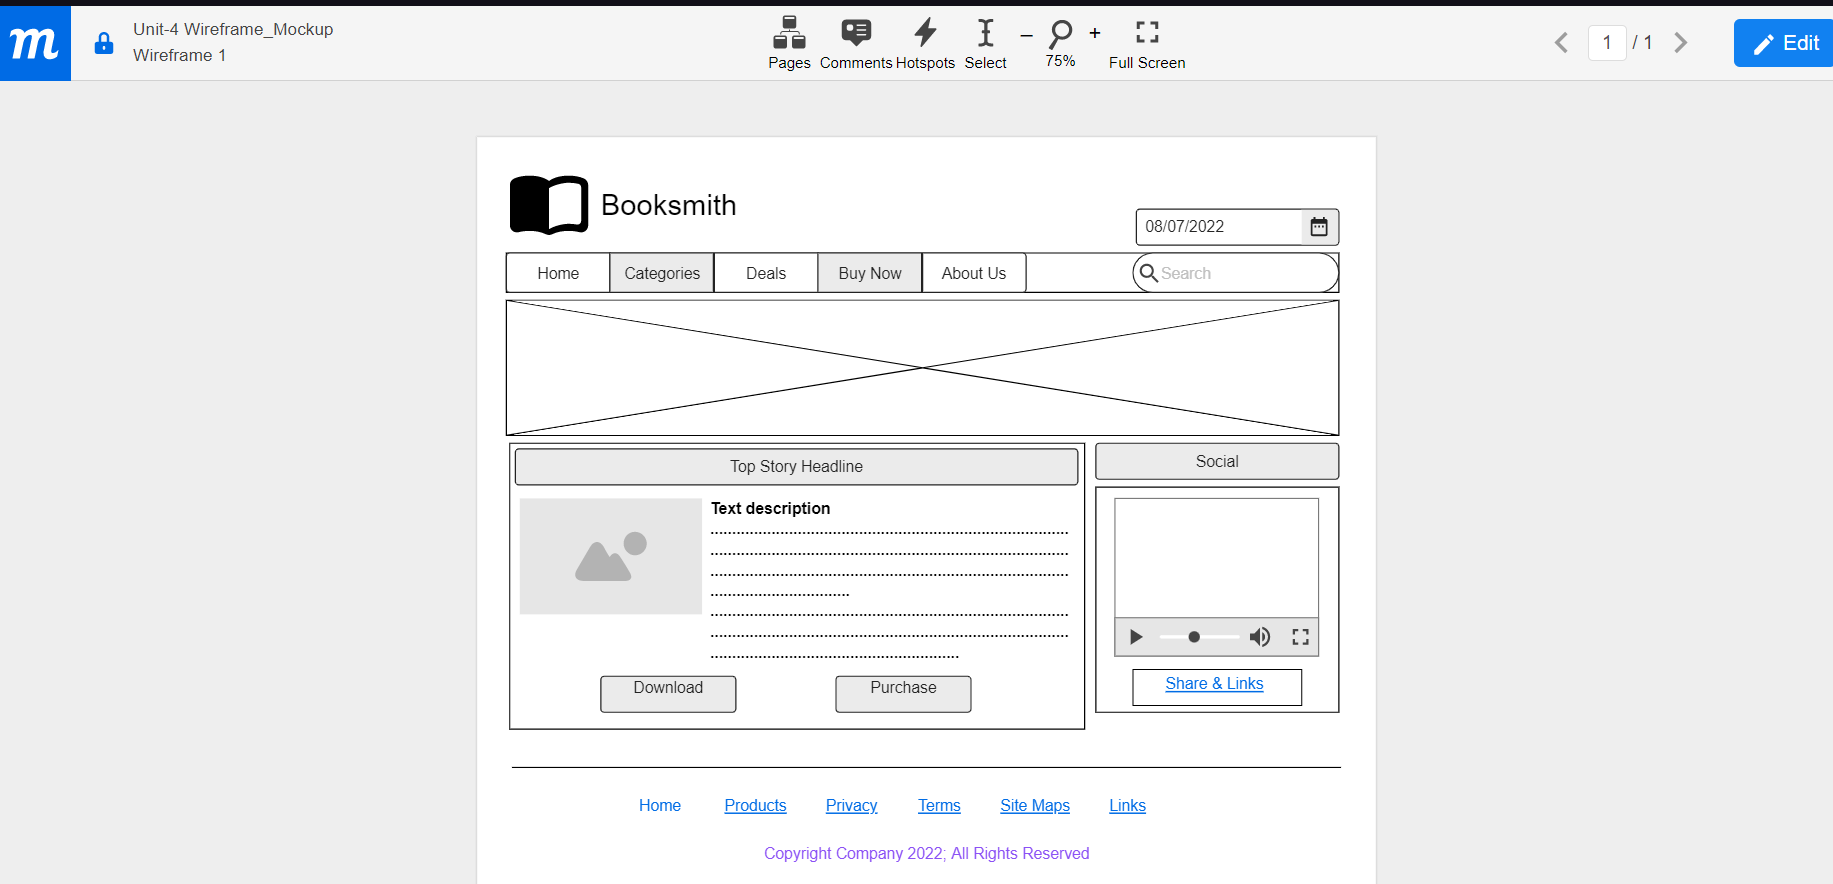 m
Unit-4 Wireframe_Mockup
Wireframe 1
Pages Comments Hotspots Select – 75% + Full Screen
1 / 1
Edit
Booksmith
08/07/2022
Home Categories Deals Buy Now About Us Search
Top Story Headline
Text description
Download Purchase
Social
Share & Links
Home Products Privacy Terms Site Maps Links
Copyright Company 2022; All Rights Reserved